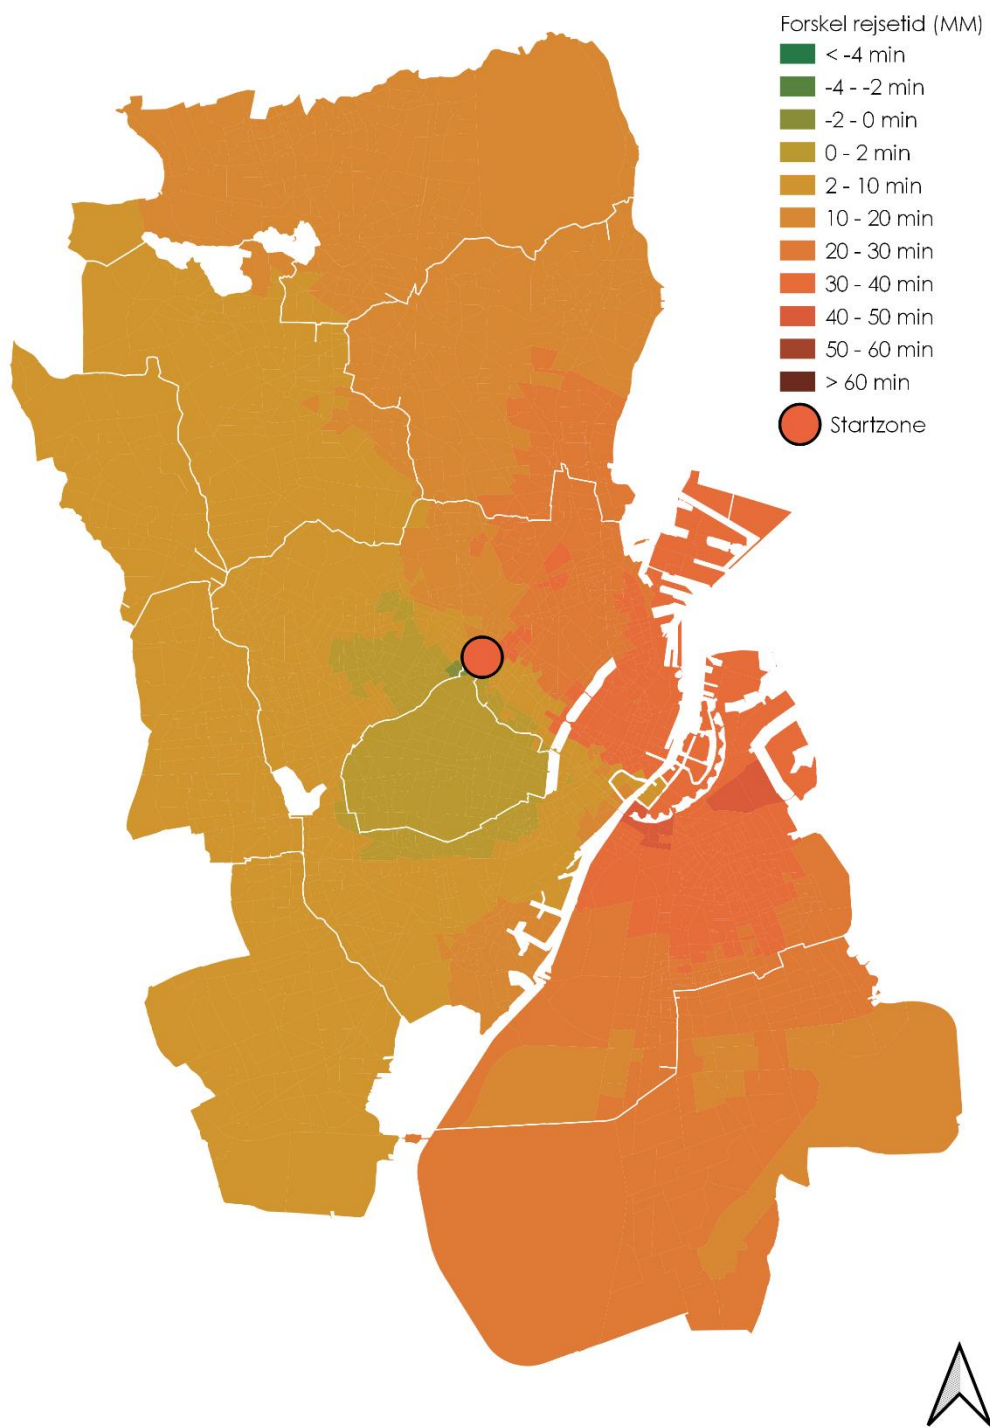 Forskel rejsetid (MM)
< -4 min
-4 - -2 min
-2 - 0 min
0 - 2 min
2 - 10 min
10 - 20 min
20 - 30 min
30 - 40 min
40 - 50 min
50 - 60 min
> 60 min
Startzone